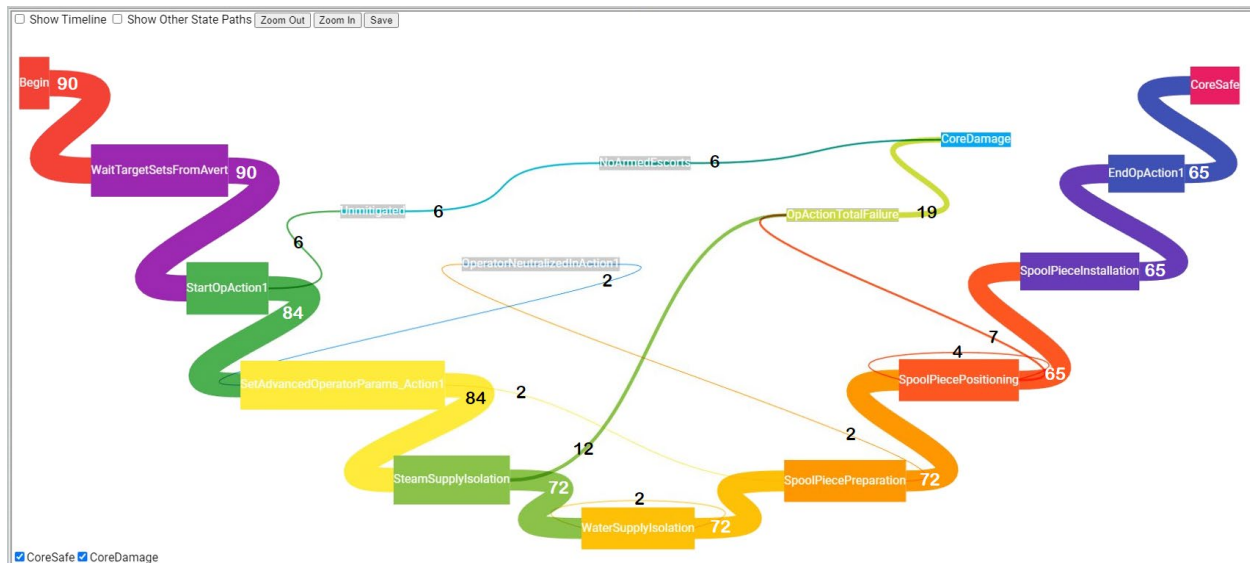 Show Timeline Show Other State Paths Zoom Out Zoom In Save
Begin
90
CoreSafe
CoreDamage
WaitTargetSetsFromAvert
90
NoArmedEscorts
6
EndOpAction1
65
Unmitigated
6
OpActionTotalFailure
19
6
OperatorNeutralizedInAction1
2
SpoolPieceInstallation
65
StartOpAction1
84
7
4
SetAdvancedOperatorParams_Action1
84
2
SpoolPiecePositioning
65
2
12
SteamSupplyIsolation
72
SpoolPiecePreparation
72
2
WaterSupplyIsolation
72
CoreSafe CoreDamage